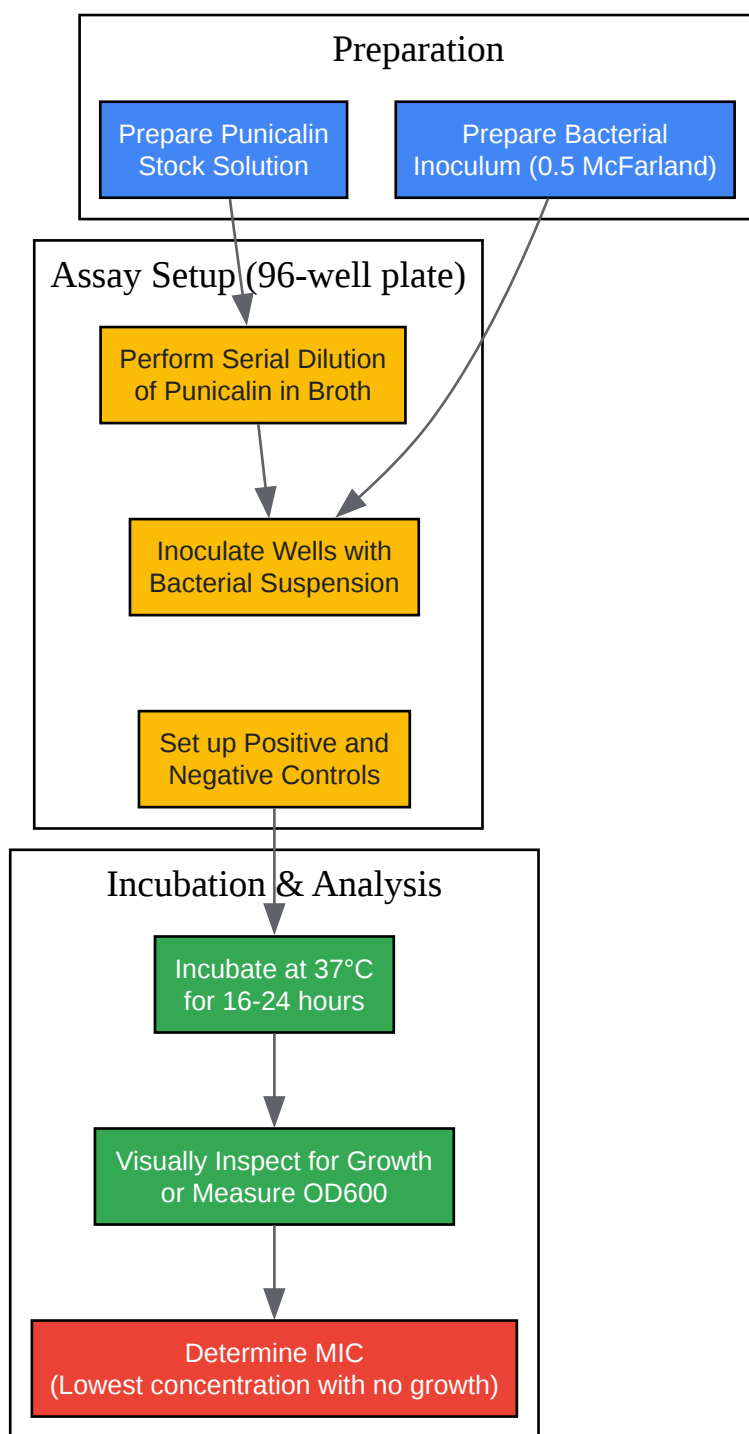 Preparation
Prepare Punicalin
Stock Solution
Prepare Bacterial
Inoculum (0.5 McFarland)
Assay Setup (96-well plate)
Perform Serial Dilution
of Punicalin in Broth
Inoculate Wells with
Bacterial Suspension
Set up Positive and
Negative Controls
Incubation & Analysis
Incubate at 37°C
for 16-24 hours
Visually Inspect for Growth
or Measure OD600
Determine MIC
(Lowest concentration with no growth)